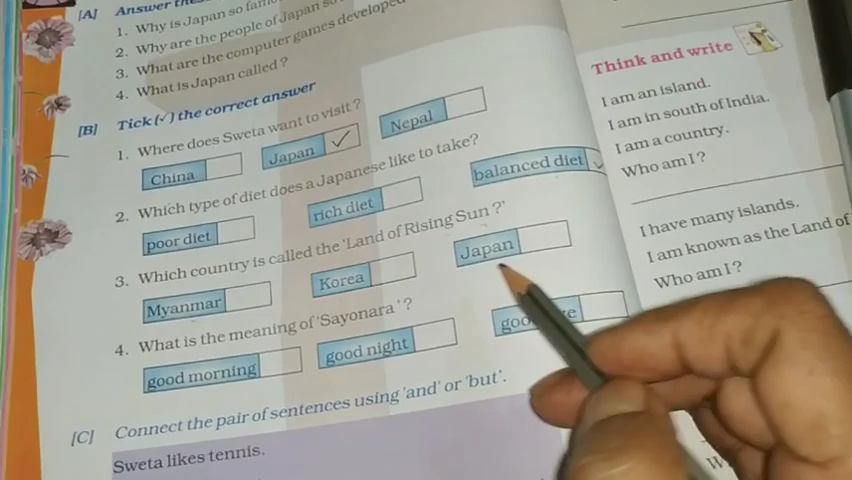 [A] Answer
1. Why is Japan so
2. Why are the people of Japan
3. What are the computer games developed
4. What is Japan called ?
[B] Tick (✓) the correct answer
1. Where does Sweta want to visit ?
China Japan ✓ Nepal
2. Which type of diet does a Japanese like to take?
poor diet rich diet balanced diet ✓
3. Which country is called the 'Land of Rising Sun ?'
Myanmar Korea Japan
4. What is the meaning of 'Sayonara ' ?
good morning good night
[C] Connect the pair of sentences using 'and' or 'but'.
Sweta likes tennis.
Think and write
I am an island.
I am in south of India.
I am a country.
Who am I ?
I have many islands.
I am known as the Land of
Who am I ?